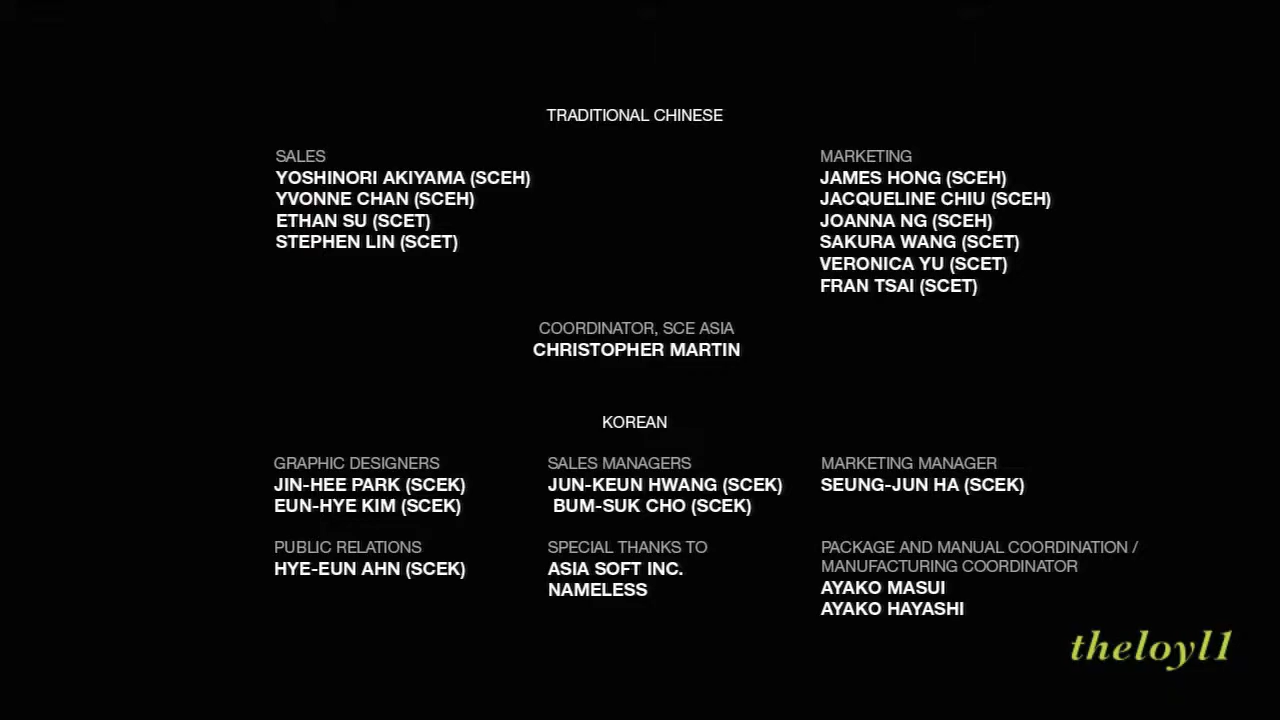 TRADITIONAL CHINESE
SALES
YOSHINORI AKIYAMA (SCEH)
YVONNE CHAN (SCEH)
ETHAN SU (SCET)
STEPHEN LIN (SCET)
MARKETING
JAMES HONG (SCEH)
JACQUELINE CHIU (SCEH)
JOANNA NG (SCEH)
SAKURA WANG (SCET)
VERONICA YU (SCET)
FRAN TSAI (SCET)
COORDINATOR, SCE ASIA
CHRISTOPHER MARTIN
KOREAN
GRAPHIC DESIGNERS
JIN-HEE PARK (SCEK)
EUN-HYE KIM (SCEK)
SALES MANAGERS
JUN-KEUN HWANG (SCEK)
BUM-SUK CHO (SCEK)
MARKETING MANAGER
SEUNG-JUN HA (SCEK)
PUBLIC RELATIONS
HYE-EUN AHN (SCEK)
SPECIAL THANKS TO
ASIA SOFT INC.
NAMELESS
PACKAGE AND MANUAL COORDINATION /
MANUFACTURING COORDINATOR
AYAKO MASUI
AYAKO HAYASHI
theloyl1